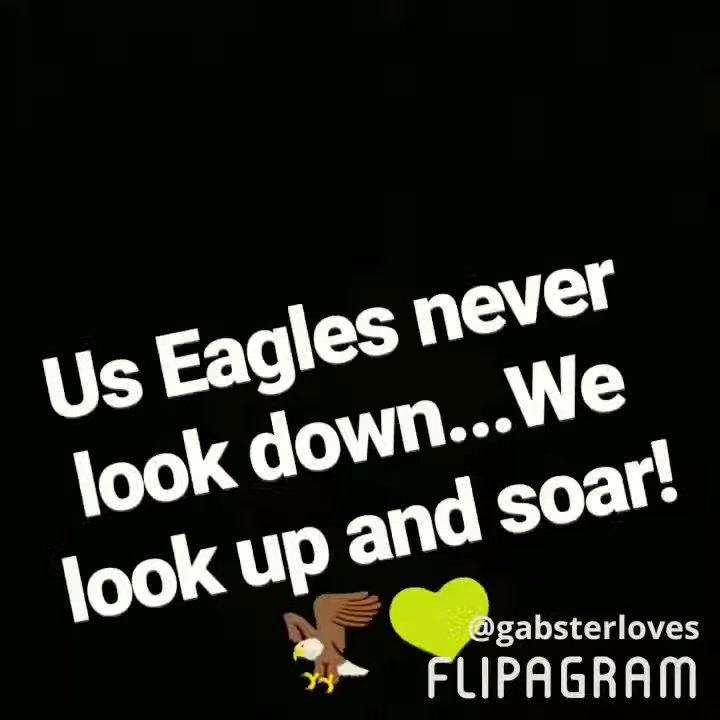 Us Eagles never
look down...We
look up and soar!
@gabsterloves
FLIPAGRAM